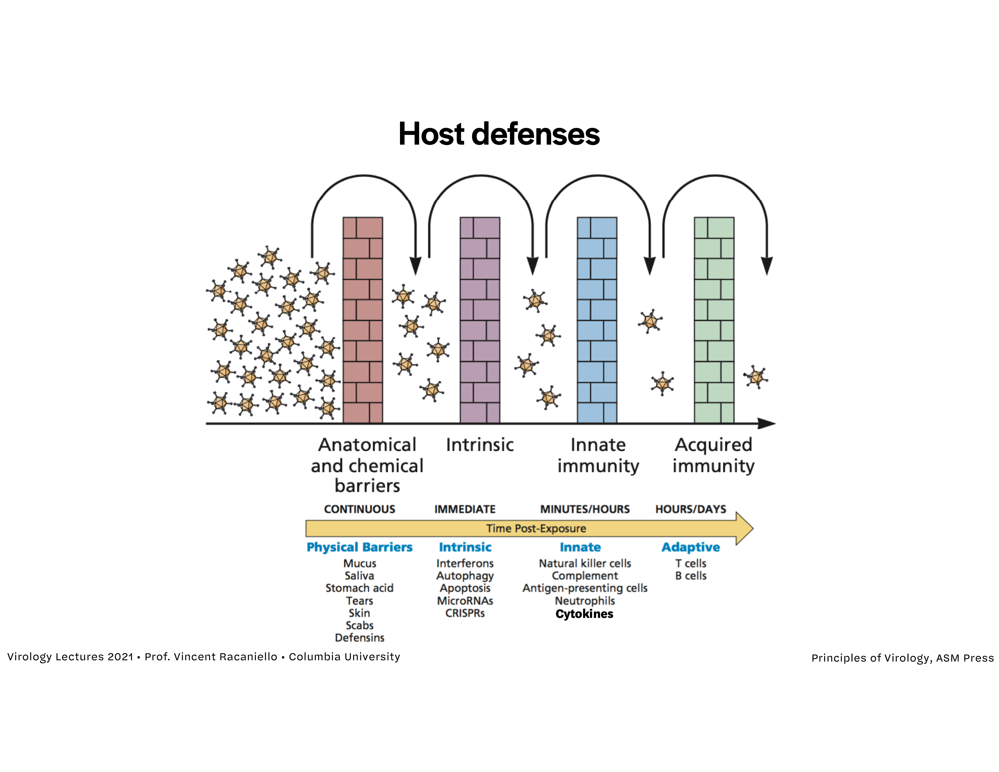 Host defenses
Anatomical
and chemical
barriers
Intrinsic
Innate
immunity
Acquired
immunity
CONTINUOUS
IMMEDIATE
MINUTES/HOURS
HOURS/DAYS
Time Post-Exposure
Physical Barriers
Mucus
Saliva
Stomach acid
Tears
Skin
Scabs
Defensins
Intrinsic
Interferons
Autophagy
Apoptosis
MicroRNAs
CRISPRs
Innate
Natural killer cells
Complement
Antigen-presenting cells
Neutrophils
Cytokines
Adaptive
T cells
B cells
Virology Lectures 2021 ▪ Prof. Vincent Racaniello ▪ Columbia University
Principles of Virology, ASM Press